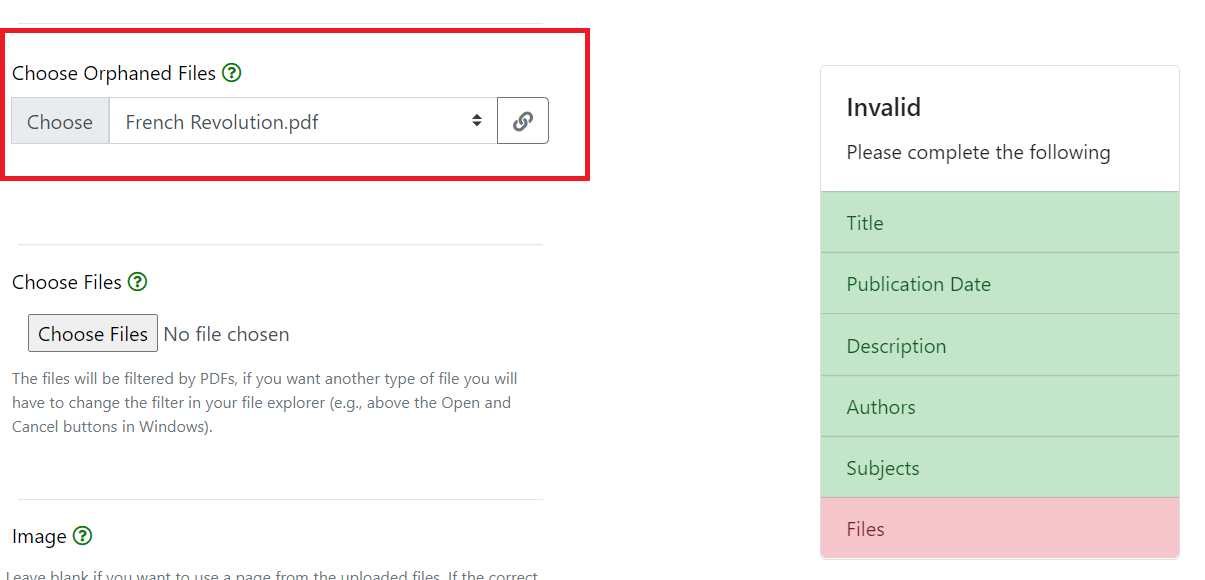 Choose Orphaned Files
Choose French Revolution.pdf
Choose Files
Choose Files No file chosen
The files will be filtered by PDFs, if you want another type of file you will
have to change the filter in your file explorer (e.g., above the Open and
Cancel buttons in Windows).
Image
Leave blank if you want to use a page from the uploaded files. If the correct
Invalid
Please complete the following
Title
Publication Date
Description
Authors
Subjects
Files